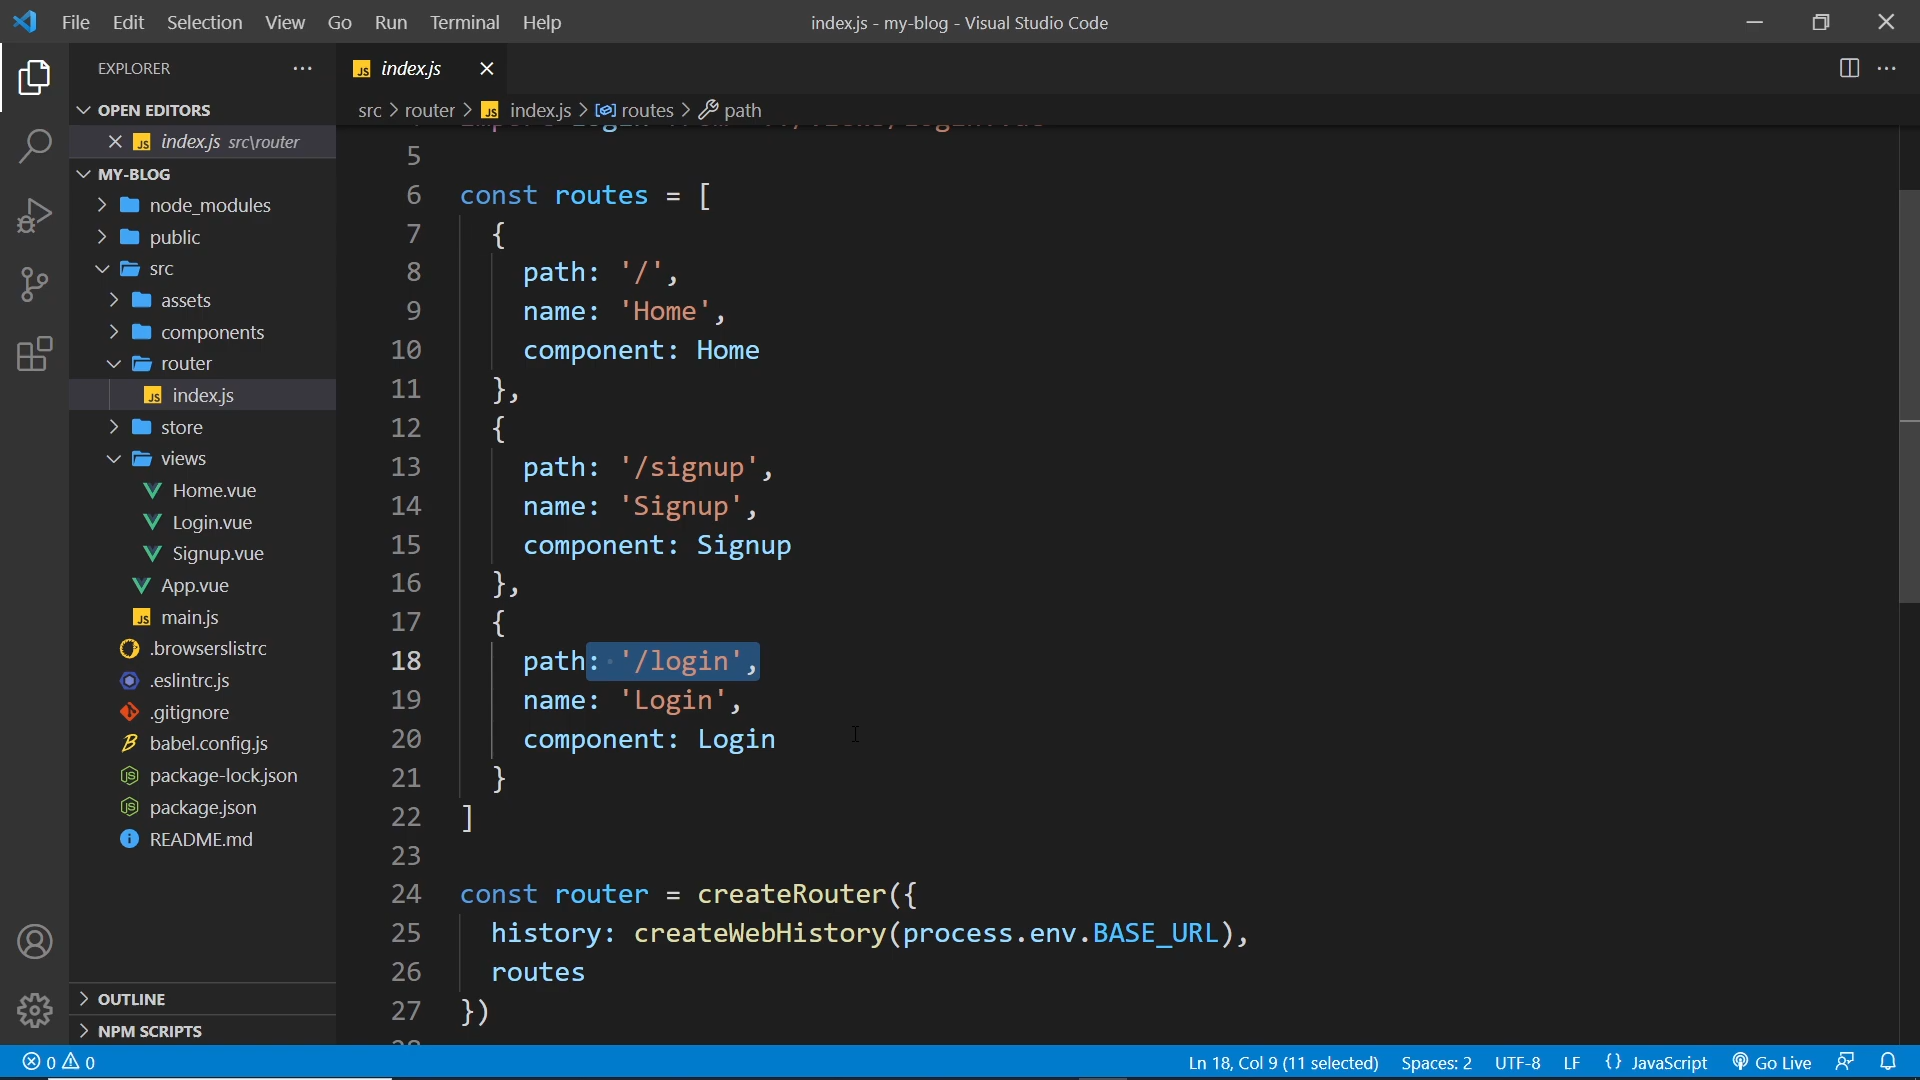 File Edit Selection View Go Run Terminal Help
index.js - my-blog - Visual Studio Code
EXPLORER
index.js
OPEN EDITORS
index.js src\router
MY-BLOG
node_modules
public
src
assets
components
router
index.js
store
views
Home.vue
Login.vue
Signup.vue
App.vue
main.js
.browserslistrc
.eslintrc.js
.gitignore
babel.config.js
package-lock.json
package.json
README.md
OUTLINE
NPM SCRIPTS
src > router > JS index.js > routes > path
5
6 const routes = [
7 {
8 path: '/',
9 name: 'Home',
10 component: Home
11 },
12 {
13 path: '/signup',
14 name: 'Signup',
15 component: Signup
16 },
17 {
18 path: '/login',
19 name: 'Login',
20 component: Login
21 }
22 ]
23
24 const router = createRouter({
25 history: createWebHistory(process.env.BASE_URL),
26 routes
27 })
0 0
Ln 18, Col 9 (11 selected) Spaces: 2 UTF-8 LF {} JavaScript Go Live